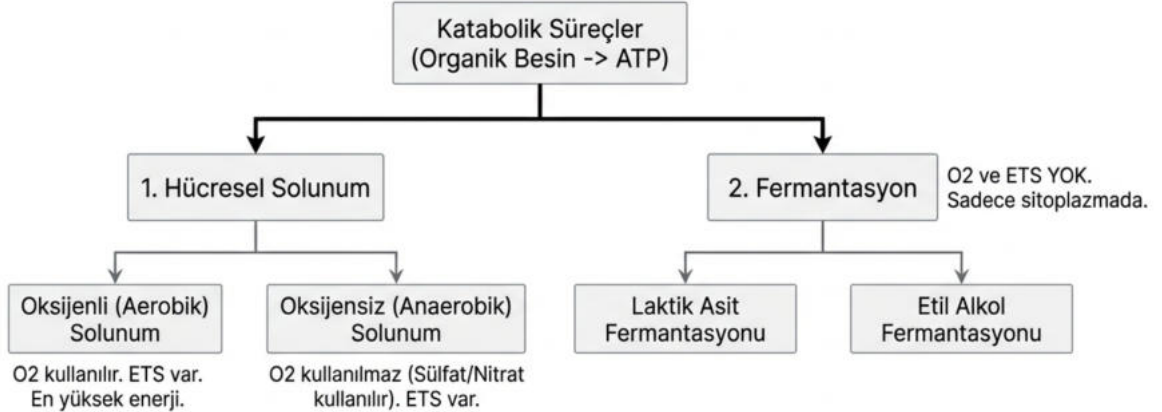 Katabolik Süreçler
(Organik Besin -> ATP)
1. Hücresel Solunum
2. Fermantasyon
O2 ve ETS YOK.
Sadece sitoplazmada.
Oksijenli (Aerobik)
Solunum
Oksijensiz (Anaerobik)
Solunum
Laktik Asit
Fermantasyonu
Etil Alkol
Fermantasyonu
O2 kullanılır. ETS var.
En yüksek enerji.
O2 kullanılmaz (Sülfat/Nitrat
kullanılır). ETS var.